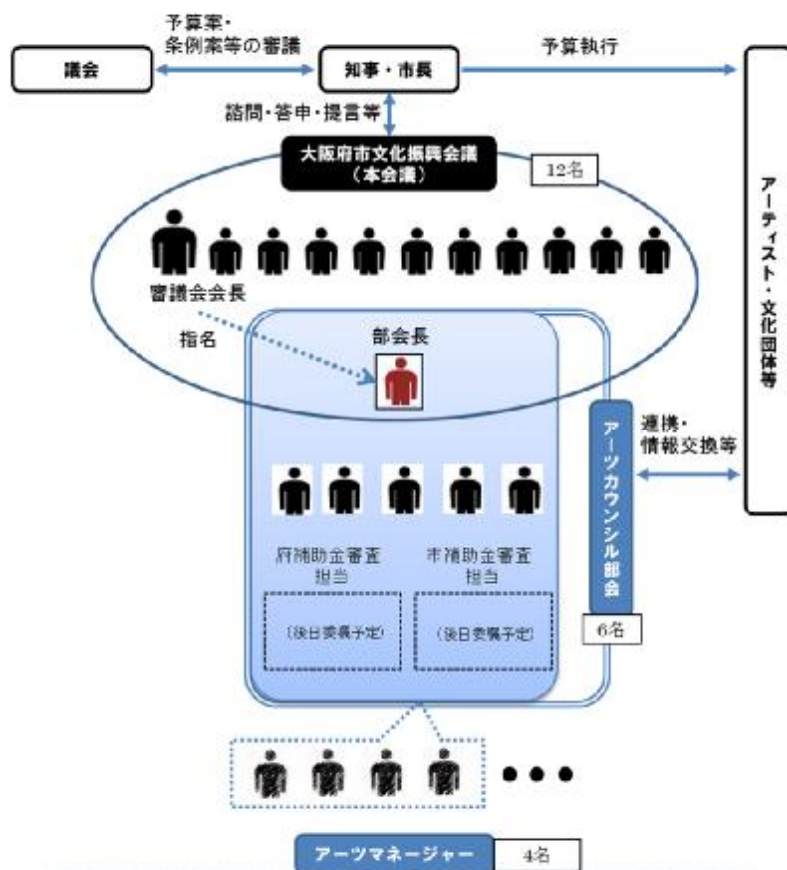 予算案・
条例案等の審議
予算執行
議会
知事・市長
諮問・答申・提言等
大阪府市文化振興会議
（本会議）
12名
審議会会長
指名
部会長
アーティスト・文化団体等
連携・
情報交換等
アーツカウンシル部会
府補助金審査
担当
市補助金審査
担当
（後日委嘱予定）
（後日委嘱予定）
6名
アーツマネージャー
4名